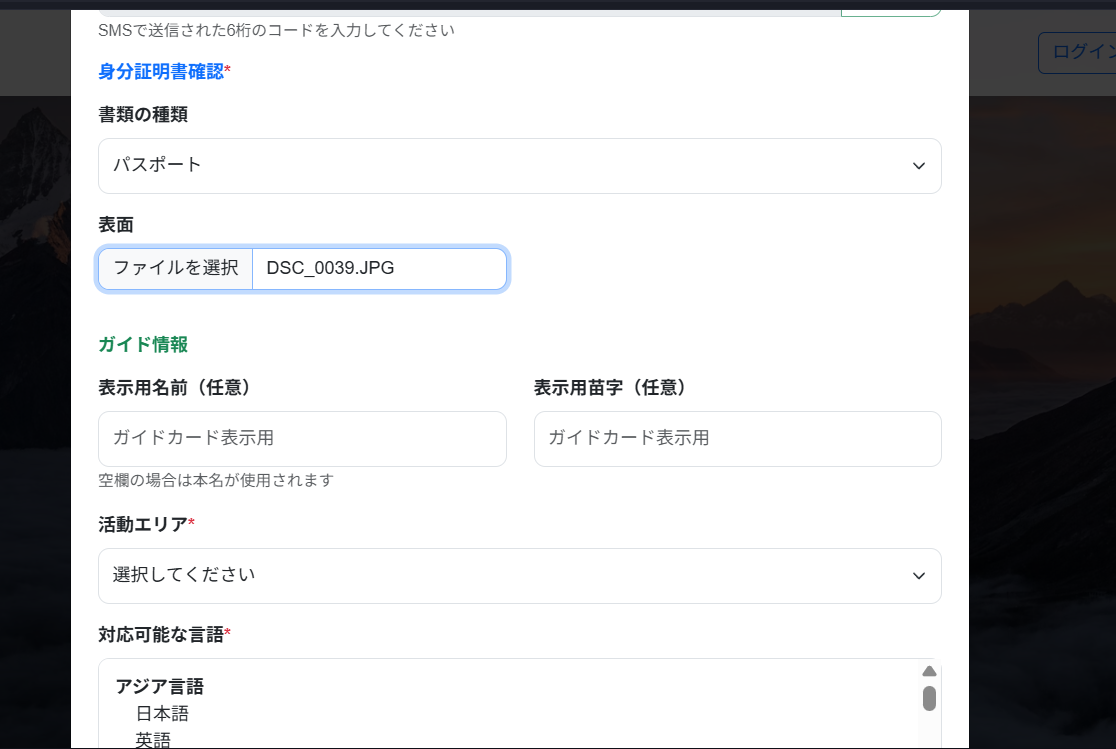 SMSで送信された6桁のコードを入力してください
ログイン
身分証明書確認*
書類の種類
パスポート
表面
ファイルを選択 DSC_0039.JPG
ガイド情報
表示用名前（任意） 表示用苗字（任意）
ガイドカード表示用 ガイドカード表示用
空欄の場合は本名が使用されます
活動エリア*
選択してください
対応可能な言語*
アジア言語
日本語
英語